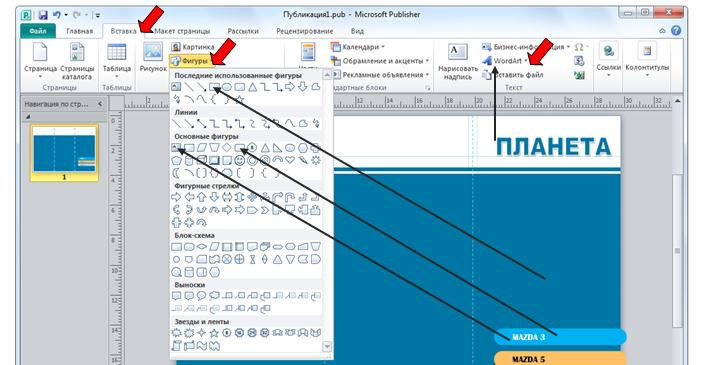 Публикация1.pub - Microsoft Publisher
Файл Главная Вставка Макет страницы Рассылки Рецензирование Вид
Страница Страницы каталога
Таблица
Рисунок
Картинка
Фигуры
Календари
Обрамление и акценты
Рекламные объявления
Нарисовать надпись
Бизнес-информация
WordArt
Вставить файл
Ссылки Колонтитулы
Страницы Таблицы Текст
Навигация по стр...
Последние использованные фигуры
Линии
Основные фигуры
Фигурные стрелки
Блок-схема
Выноски
Звезды и ленты
1
ПЛАНЕТА
MAZDA 3
MAZDA 5